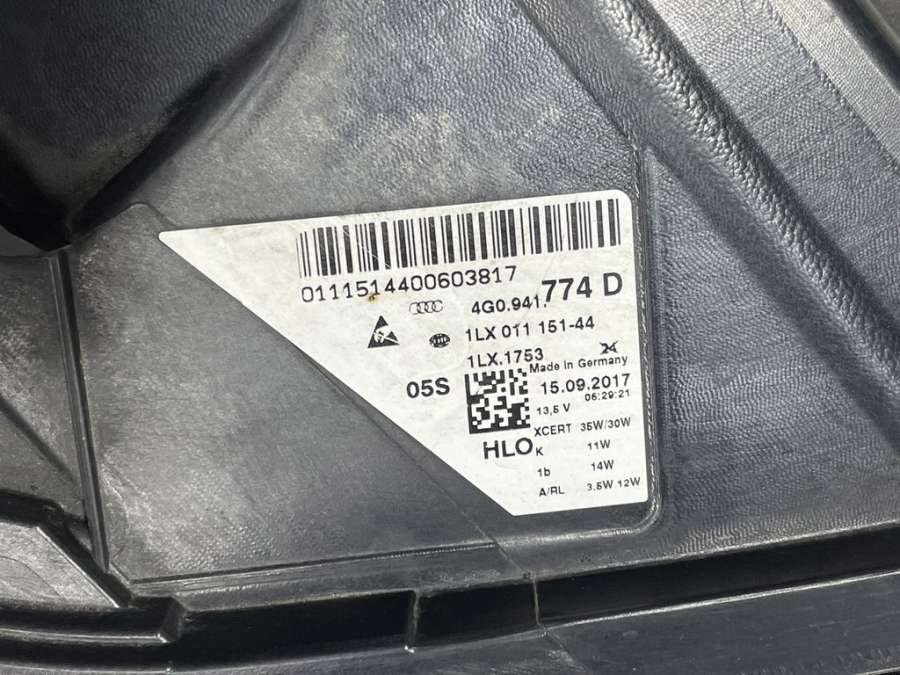 0111514400603817
4G0.941.774 D
1LX 011 151-44
1LX.1753
Made in Germany
05S
15.09.2017
05:29:21
13,5 V
XCERT 35W/30W
HLO
K 11W
1b 14W
A/RL 3.5W 12W